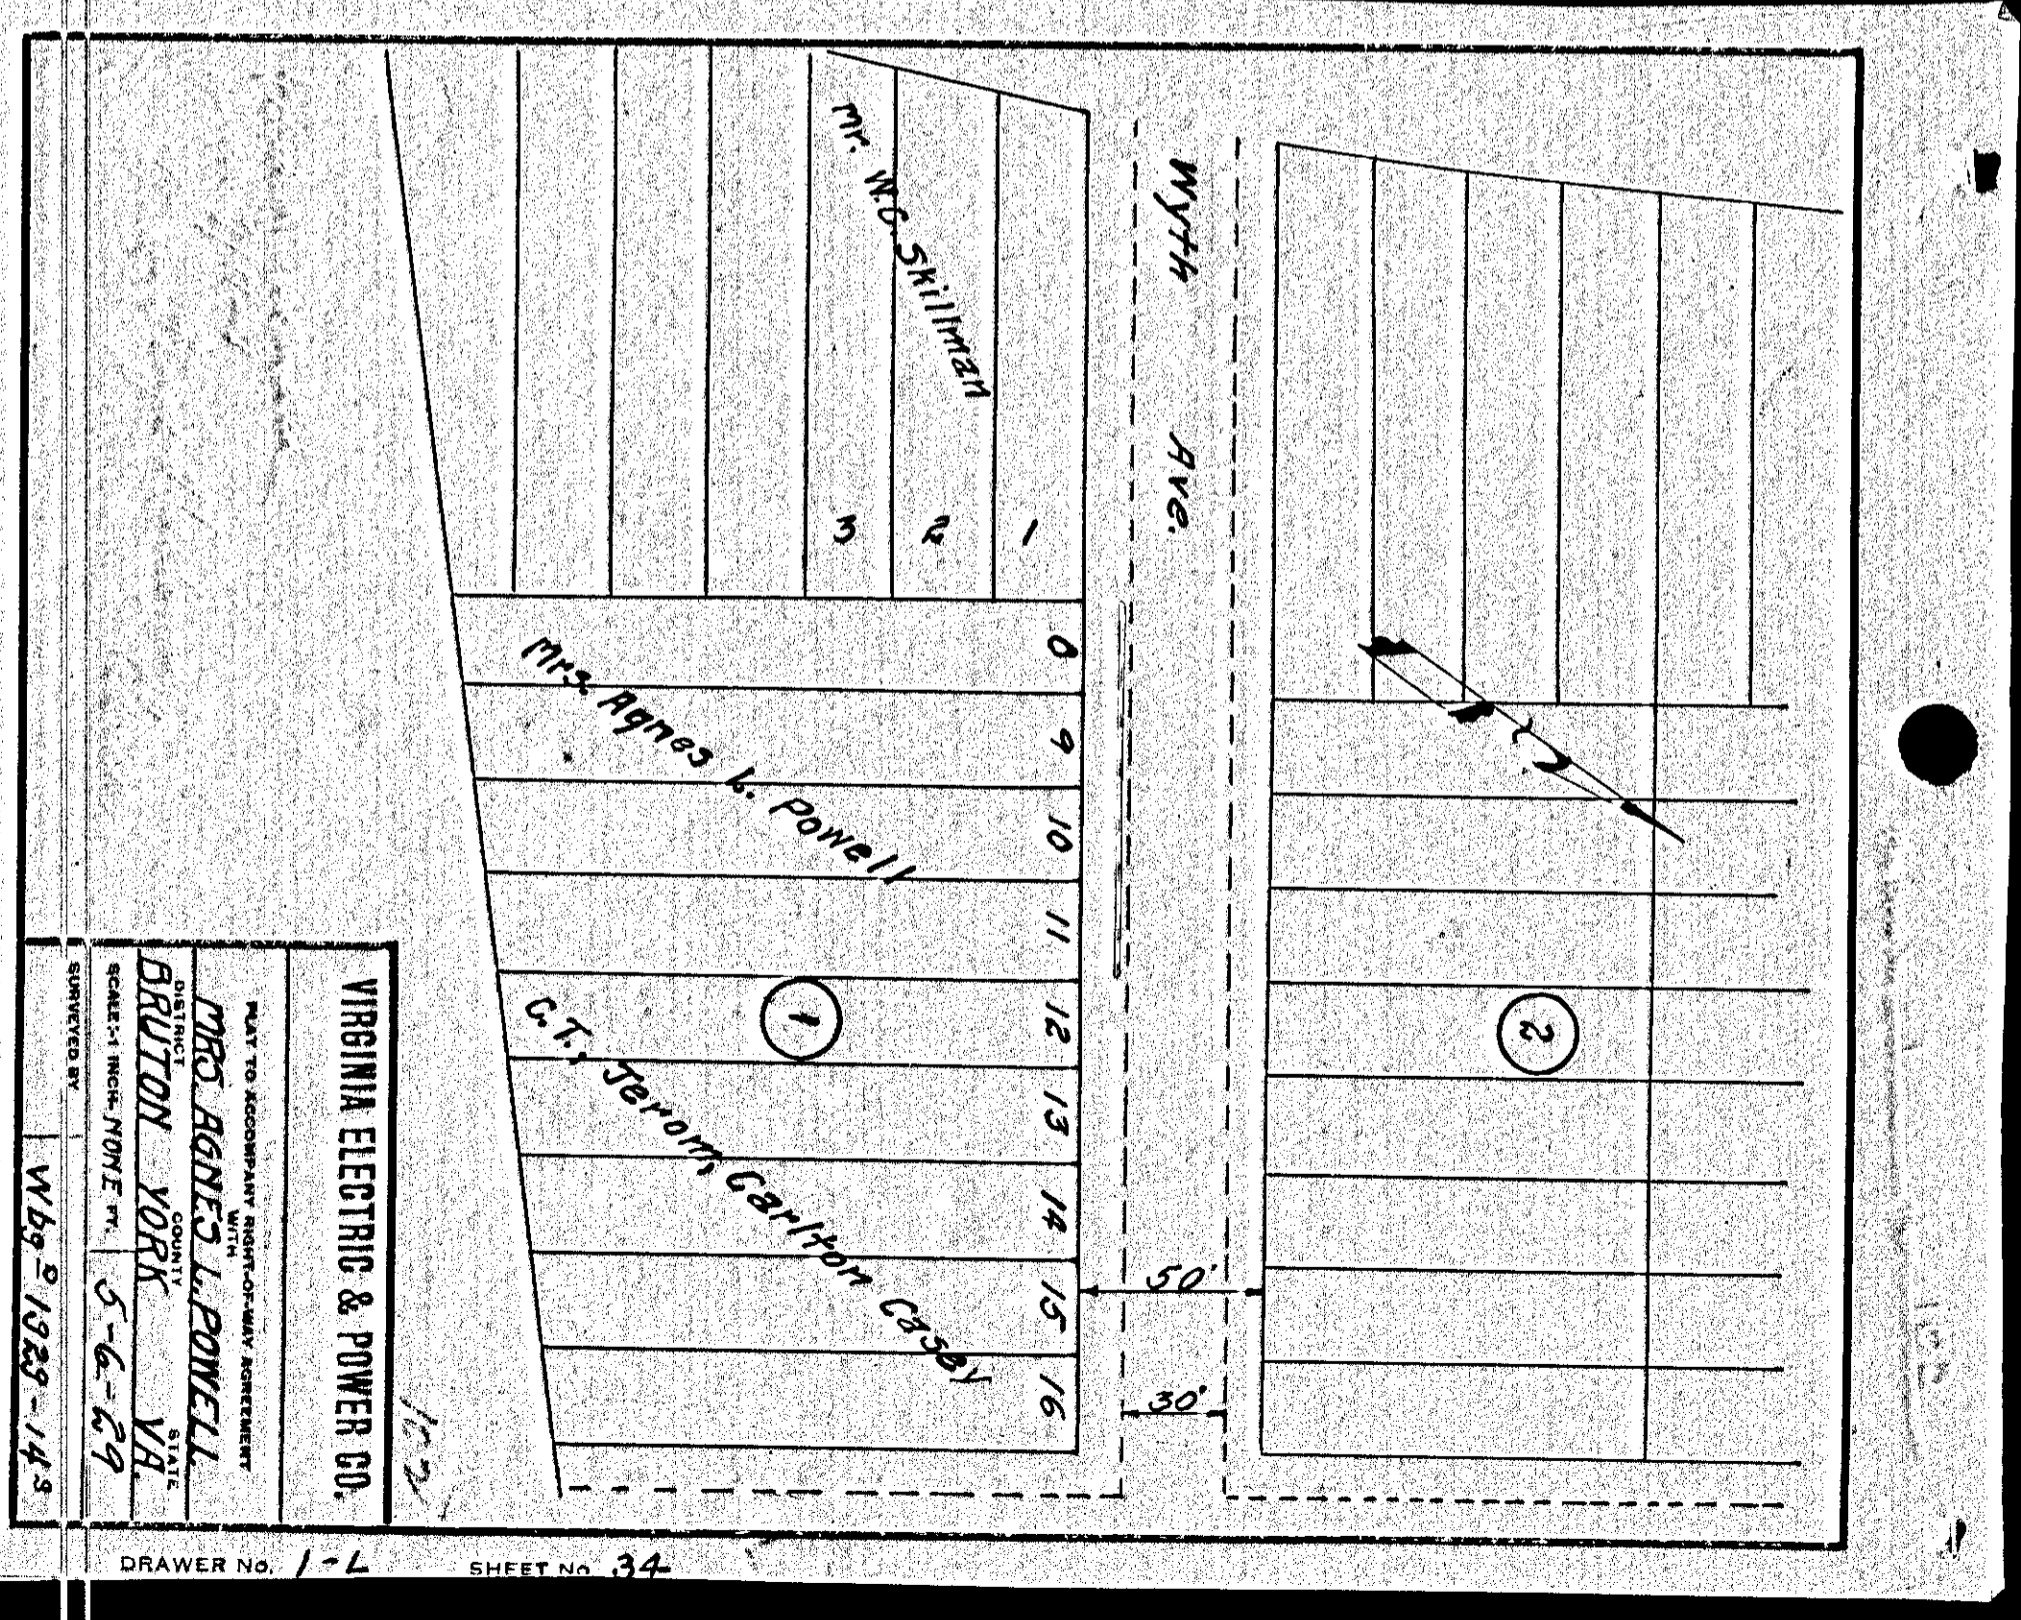 Wyth Ave.
Mr. W.G. Skillman
1
2
3
8
9
10
11
12
13
14
15
16
Mrs. Agnes L. Powell
C.T., Jerom, Carlton Casey
1
2
50'
30'
VIRGINIA ELECTRIC & POWER CO.
PLAT TO ACCOMPANY RIGHT-OF-WAY AGREEMENT
WITH
MRS AGNES L. POWELL
DISTRICT COUNTY STATE
BRUTON YORK VA.
SCALE:-1 INCH-NONE FT. 5-6-29
SURVEYED BY
Wbg D 1929-14
DRAWER No. 1-L SHEET No 34